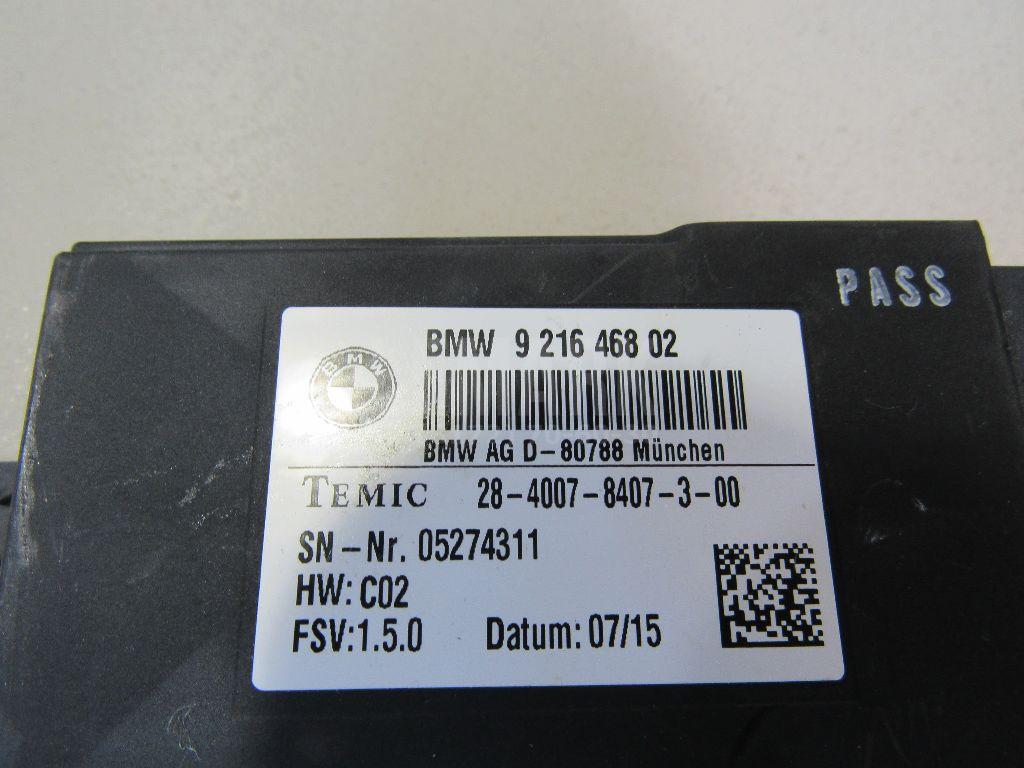 PASS
BMW 9 216 468 02
BMW
BMW AG D-80788 München
TEMIC 28-4007-8407-3-00
SN-Nr. 05274311
HW: C02
FSV:1.5.0 Datum: 07/15